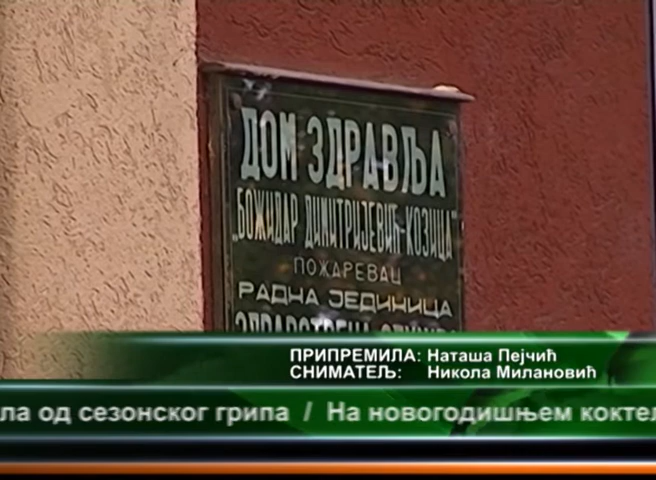 ДОМ ЗДРАВЉА
„БОЖИДАР ДИМИТРИЈЕВИЋ-КОЗИЦА"
ПОЖАРЕВАЦ
РАДНА ЈЕДИНИЦА
ЗДРАВСТВЕНА
ПРИПРЕМИЛА: Наташа Пејчић
СНИМАТЕЉ: Никола Милановић
ла од сезонског грипа / На новогодишњем коктел